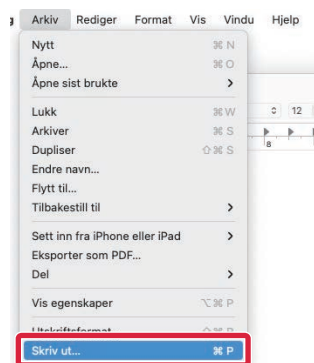 Arkiv Rediger Format Vis Vindu Hjelp
Nytt ⌘ N
Åpne... ⌘ O
Åpne sist brukte >
Lukk ⌘ W
Arkiver ⌘ S
Dupliser ⇧ ⌘ S
Endre navn...
Flytt til...
Tilbakestill til >
Sett inn fra iPhone eller iPad >
Eksporter som PDF...
Del >
Vis egenskaper ⌥ ⌘ P
Utskriftsformat ⇧ ⌘ P
Skriv ut... ⌘ P
12
8